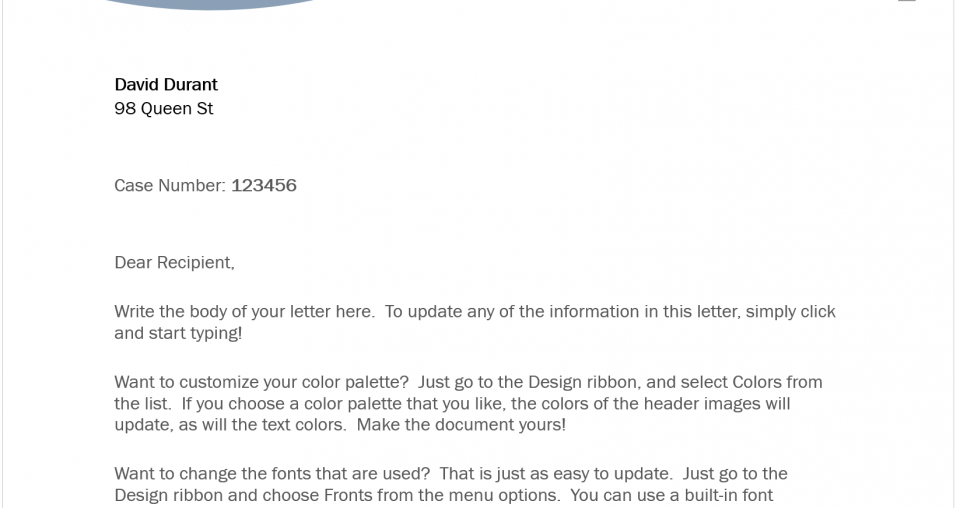 David Durant
98 Queen St
Case Number: 123456
Dear Recipient,
Write the body of your letter here.  To update any of the information in this letter, simply click
and start typing!
Want to customize your color palette?  Just go to the Design ribbon, and select Colors from
the list.  If you choose a color palette that you like, the colors of the header images will
update, as will the text colors.  Make the document yours!
Want to change the fonts that are used?  That is just as easy to update.  Just go to the
Design ribbon and choose Fronts from the menu options.  You can use a built-in font